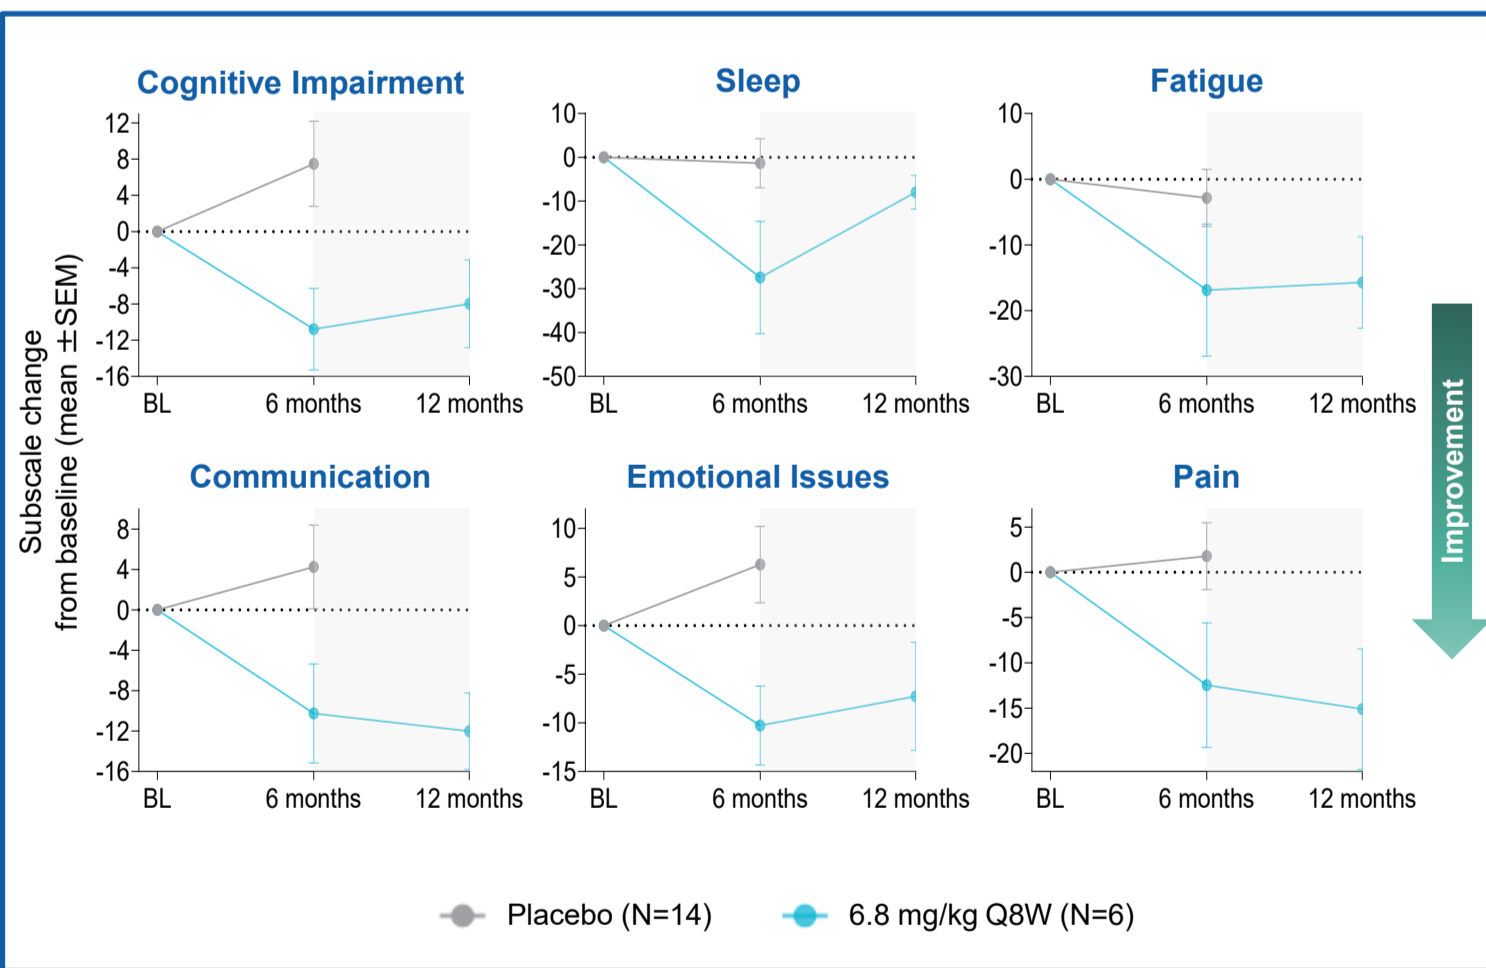 Cognitive Impairment
12
8
4
0
-4
-8
-12
-16
BL
6 months
12 months
Sleep
10
0
-10
-20
-30
-40
-50
BL
6 months
12 months
Fatigue
10
0
-10
-20
-30
BL
6 months
12 months
Subscale change
from baseline (mean ±SEM)
Improvement
Communication
8
4
0
-4
-8
-12
-16
BL
6 months
12 months
Emotional Issues
10
5
0
-5
-10
-15
BL
6 months
12 months
Pain
5
0
-5
-10
-15
-20
BL
6 months
12 months
Placebo (N=14)
6.8 mg/kg Q8W (N=6)